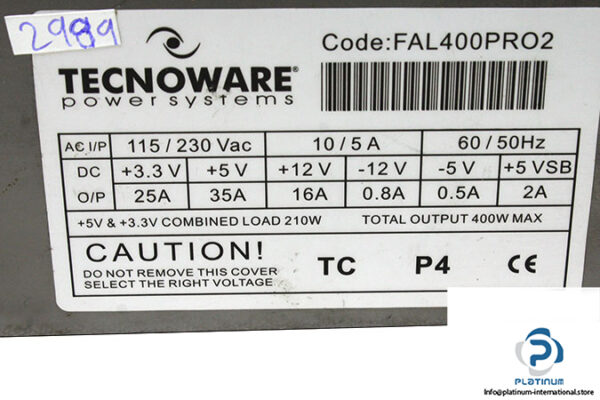 2989
Code:FAL400PRO2
TECNOWARE®
power systems
AC I/P 115 / 230 Vac 10 / 5 A 60 / 50Hz
DC +3.3 V +5V +12 V -12 V -5 V +5 VSB
O/P 25A 35A 16A 0.8A 0.5A 2A
+5V & +3.3V COMBINED LOAD 210W TOTAL OUTPUT 400W MAX
CAUTION!
DO NOT REMOVE THIS COVER
SELECT THE RIGHT VOLTAGE
TC P4 CE
PLATINUM
Info@platinum-international.store